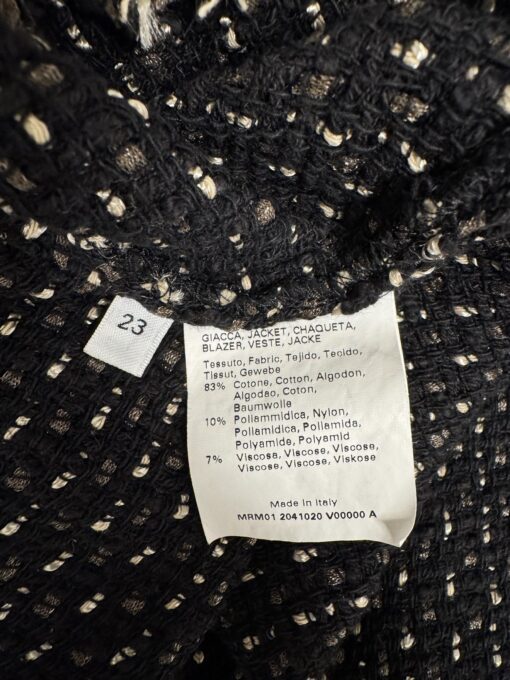 23
GIACCA, JACKET, CHAQUETA,
BLAZER, VESTE, JACKE
Tessuto, Fabric, Tejido, Tecido,
Tissut, Gewebe
83% Cotone, Cotton, Algodon,
Algodao, Coton,
Baumwolle
10% Poliammidica, Nylon,
Poliamidica, Poliamida,
Polyamide, Polyamid
7% Viscosa, Viscose, Viscose,
Viscose, Viscose, Viskose
Made in Italy
MRM01 2041020 V00000 A